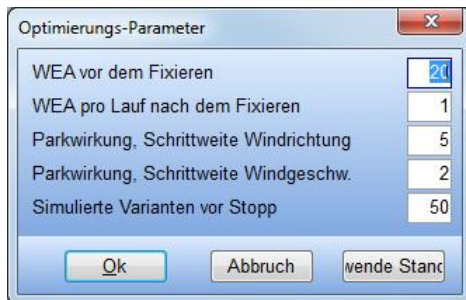 Optimierungs-Parameter
WEA vor dem Fixieren 20
WEA pro Lauf nach dem Fixieren 1
Parkwirkung, Schrittweite Windrichtung 5
Parkwirkung, Schrittweite Windgeschw. 2
Simulierte Varianten vor Stopp 50
Ok Abbruch wende Stand